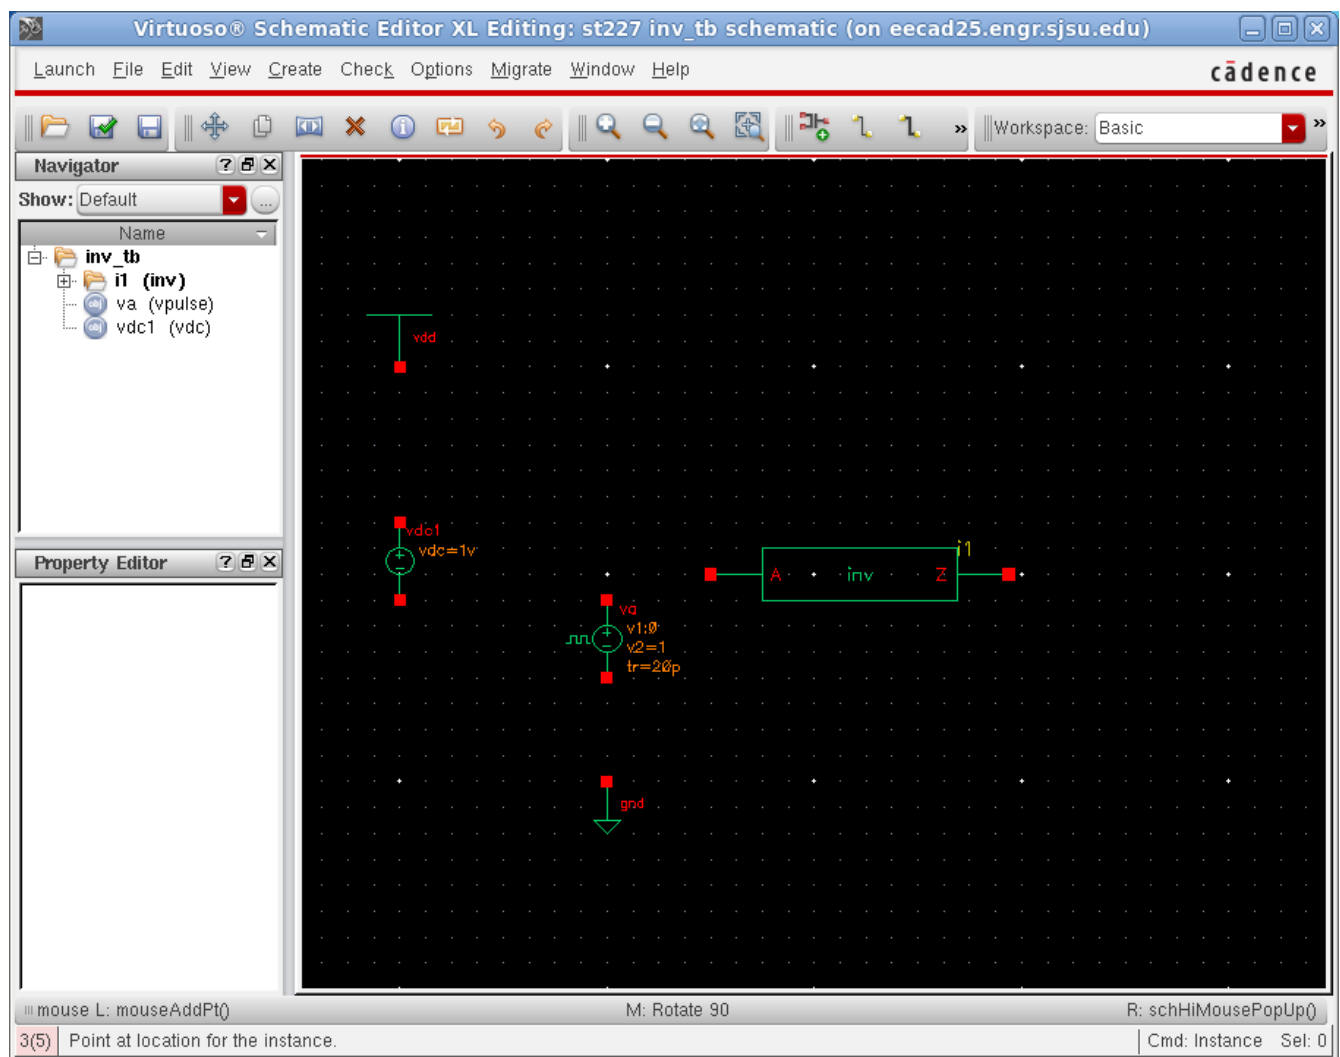 Virtuoso® Schematic Editor XL Editing: st227 inv_tb schematic (on eecad25.engr.sjsu.edu)
Launch File Edit View Create Check Options Migrate Window Help
cādence
Workspace: Basic
Navigator
Show: Default
Name
inv_tb
i1 (inv)
va (vpulse)
vdc1 (vdc)
Property Editor
vdd
vdc1
vdc=1v
i1
A inv Z
va
v1:0
v2=1
tr=20p
gnd
mouse L: mouseAddPt() M: Rotate 90 R: schHiMousePopUp()
3(5) Point at location for the instance. Cmd: Instance Sel: 0